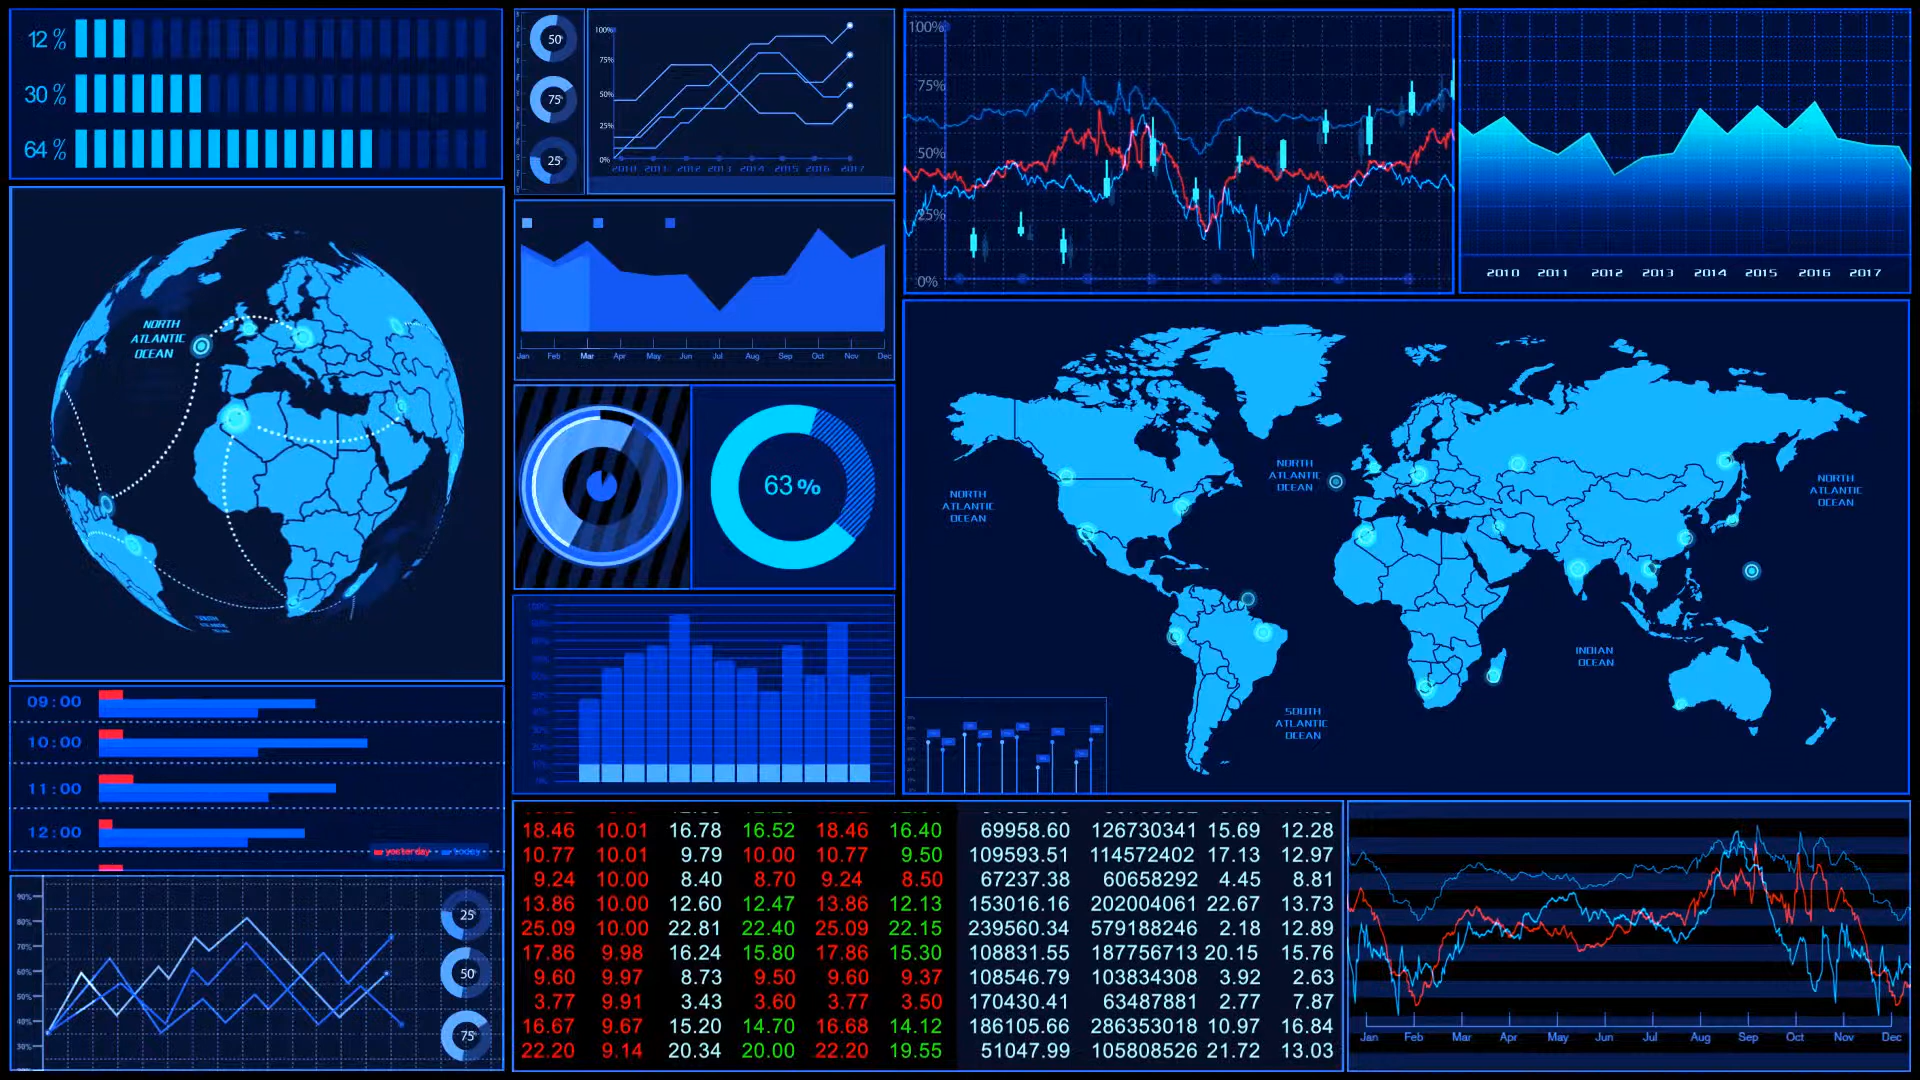 12 %
30 %
64 %
50
75
25
100%
75%
50%
25%
0%
2010 2011 2012 2013 2014 2015 2016 2017
100%
75%
50%
25%
0%
2010 2011 2012 2013 2014 2015 2016 2017
NORTH
ATLANTIC
OCEAN
Jan Feb Mar Apr May Jun Jul Aug Sep Oct Nov Dec
63%
NORTH
ATLANTIC
OCEAN
NORTH
ATLANTIC
OCEAN
NORTH
ATLANTIC
OCEAN
INDIAN
OCEAN
SOUTH
ATLANTIC
OCEAN
09:00
10:00
11:00
12:00
yesterday today
90%
80%
70%
60%
50%
40%
30%
25
50
75
18.46 10.01 16.78 16.52 18.46 16.40 69958.60 126730341 15.69 12.28
10.77 10.01 9.79 10.00 10.77 9.50 109593.51 114572402 17.13 12.97
9.24 10.00 8.40 8.70 9.24 8.50 67237.38 60658292 4.45 8.81
13.86 10.00 12.60 12.47 13.86 12.13 153016.16 202004061 22.67 13.73
25.09 10.00 22.81 22.40 25.09 22.15 239560.34 579188246 2.18 12.89
17.86 9.98 16.24 15.80 17.86 15.30 108831.55 187756713 20.15 15.76
9.60 9.97 8.73 9.50 9.60 9.37 108546.79 103834308 3.92 2.63
3.77 9.91 3.43 3.60 3.77 3.50 170430.41 63487881 2.77 7.87
16.67 9.67 15.20 14.70 16.68 14.12 186105.66 286353018 10.97 16.84
22.20 9.14 20.34 20.00 22.20 19.55 51047.99 105808526 21.72 13.03
Jan Feb Mar Apr May Jun Jul Aug Sep Oct Nov Dec